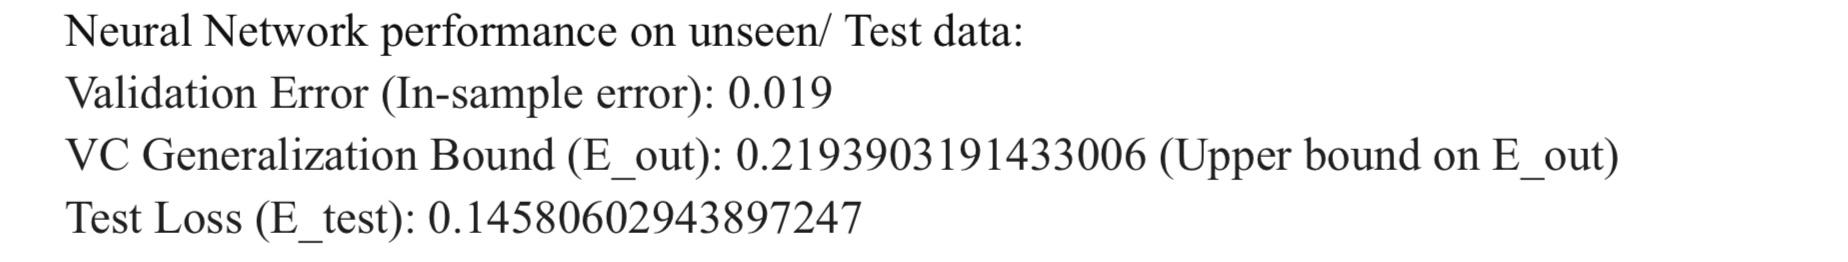 Neural Network performance on unseen/ Test data:
Validation Error (In-sample error): 0.019
VC Generalization Bound (E_out): 0.2193903191433006 (Upper bound on E_out)
Test Loss (E_test): 0.14580602943897247